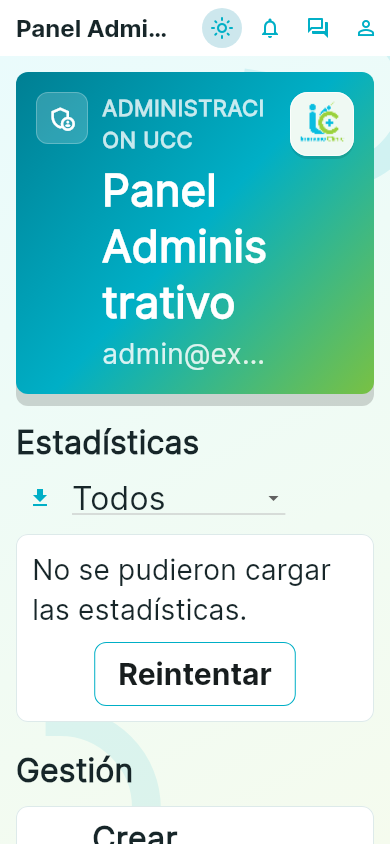 Panel Admi...
ADMINISTRACI
ON UCC
Panel
Adminis
trativo
admin@ex...
Estadísticas
Todos
No se pudieron cargar
las estadísticas.
Reintentar
Gestión
Crear